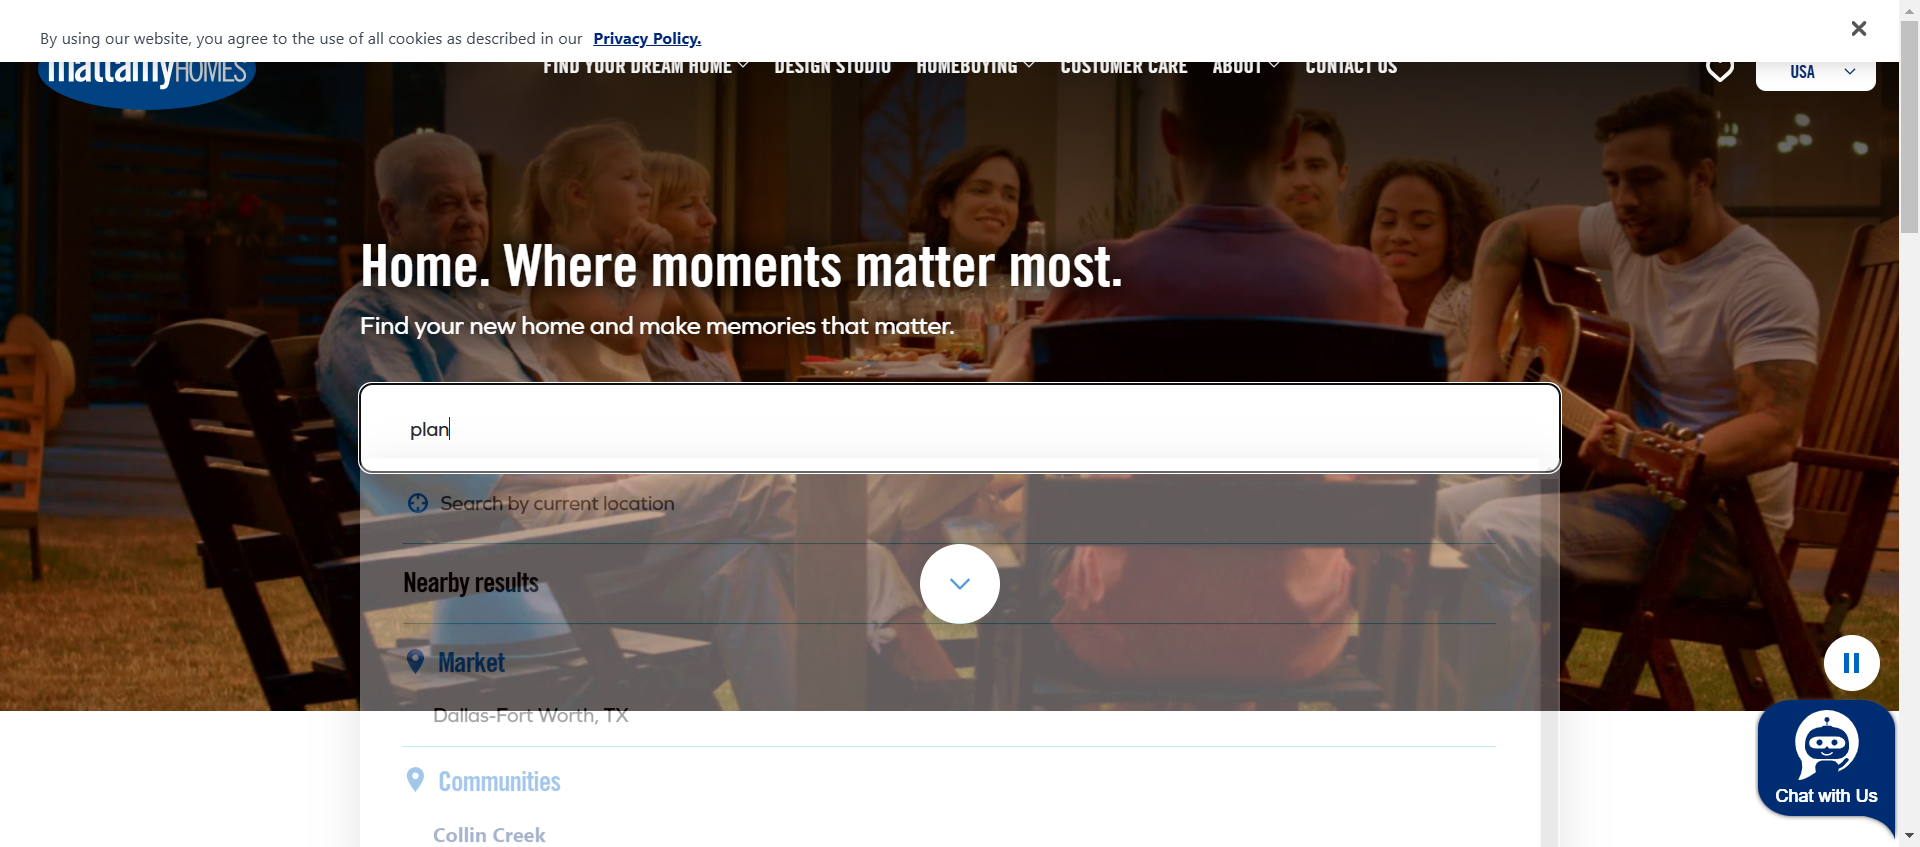 By using our website, you agree to the use of all cookies as described in our Privacy Policy.
mattamyHOMES
FIND YOUR DREAM HOME
DESIGN STUDIO
HOMEBUYING
CUSTOMER CARE
ABOUT
CONTACT US
USA
Home. Where moments matter most.
Find your new home and make memories that matter.
plan
Search by current location
Nearby results
Market
Dallas-Fort Worth, TX
Communities
Collin Creek
Chat with Us